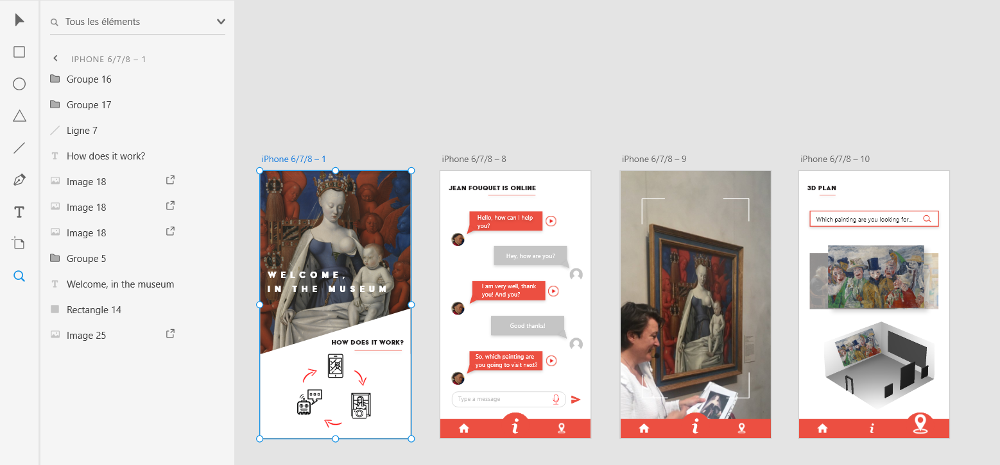 Tous les éléments
IPHONE 6/7/8 – 1
Groupe 16
Groupe 17
Ligne 7
How does it work?
Image 18
Image 18
Image 18
Groupe 5
Welcome, in the museum
Rectangle 14
Image 25
iPhone 6/7/8 – 1
WELCOME,
IN THE MUSEUM
HOW DOES IT WORK?
iPhone 6/7/8 – 8
JEAN FOUQUET IS ONLINE
Hello, how can I help
you?
Hey, how are you?
I am very well, thank
you! And you?
Good thanks!
So, which painting are
you going to visit next?
Type a message
i
iPhone 6/7/8 – 9
i
iPhone 6/7/8 – 10
3D PLAN
Which painting are you looking for...
i